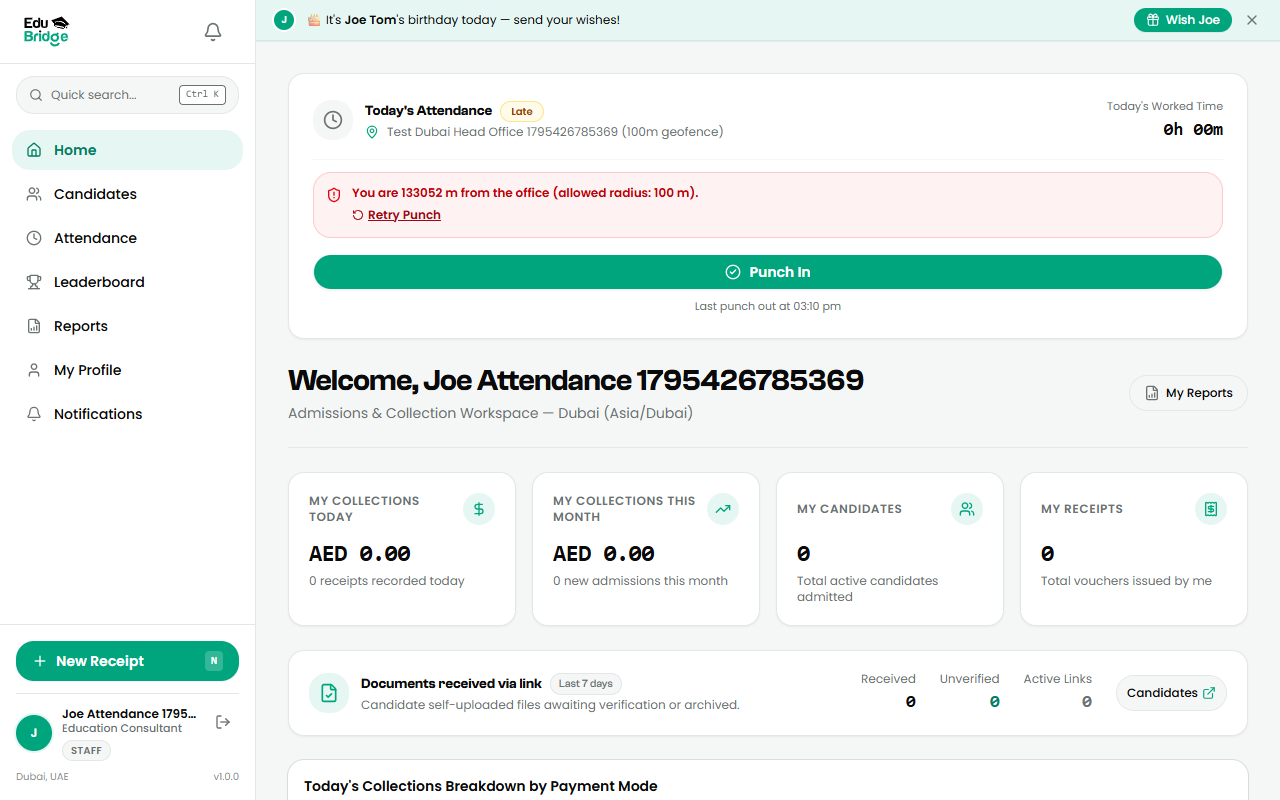 Edu
Bridge
Quick search...
Ctrl K
Home
Candidates
Attendance
Leaderboard
Reports
My Profile
Notifications
New Receipt
N
J
Joe Attendance 1795...
Education Consultant
STAFF
Dubai, UAE
v1.0.0
J
It's Joe Tom's birthday today — send your wishes!
Wish Joe
Today's Attendance
Late
Test Dubai Head Office 1795426785369 (100m geofence)
Today's Worked Time
0h 00m
You are 133052 m from the office (allowed radius: 100 m).
Retry Punch
Punch In
Last punch out at 03:10 pm
Welcome, Joe Attendance 1795426785369
Admissions & Collection Workspace — Dubai (Asia/Dubai)
My Reports
MY COLLECTIONS
TODAY
AED 0.00
0 receipts recorded today
MY COLLECTIONS THIS
MONTH
AED 0.00
0 new admissions this month
MY CANDIDATES
0
Total active candidates
admitted
MY RECEIPTS
0
Total vouchers issued by me
Documents received via link
Last 7 days
Candidate self-uploaded files awaiting verification or archived.
Received
0
Unverified
0
Active Links
0
Candidates
Today's Collections Breakdown by Payment Mode